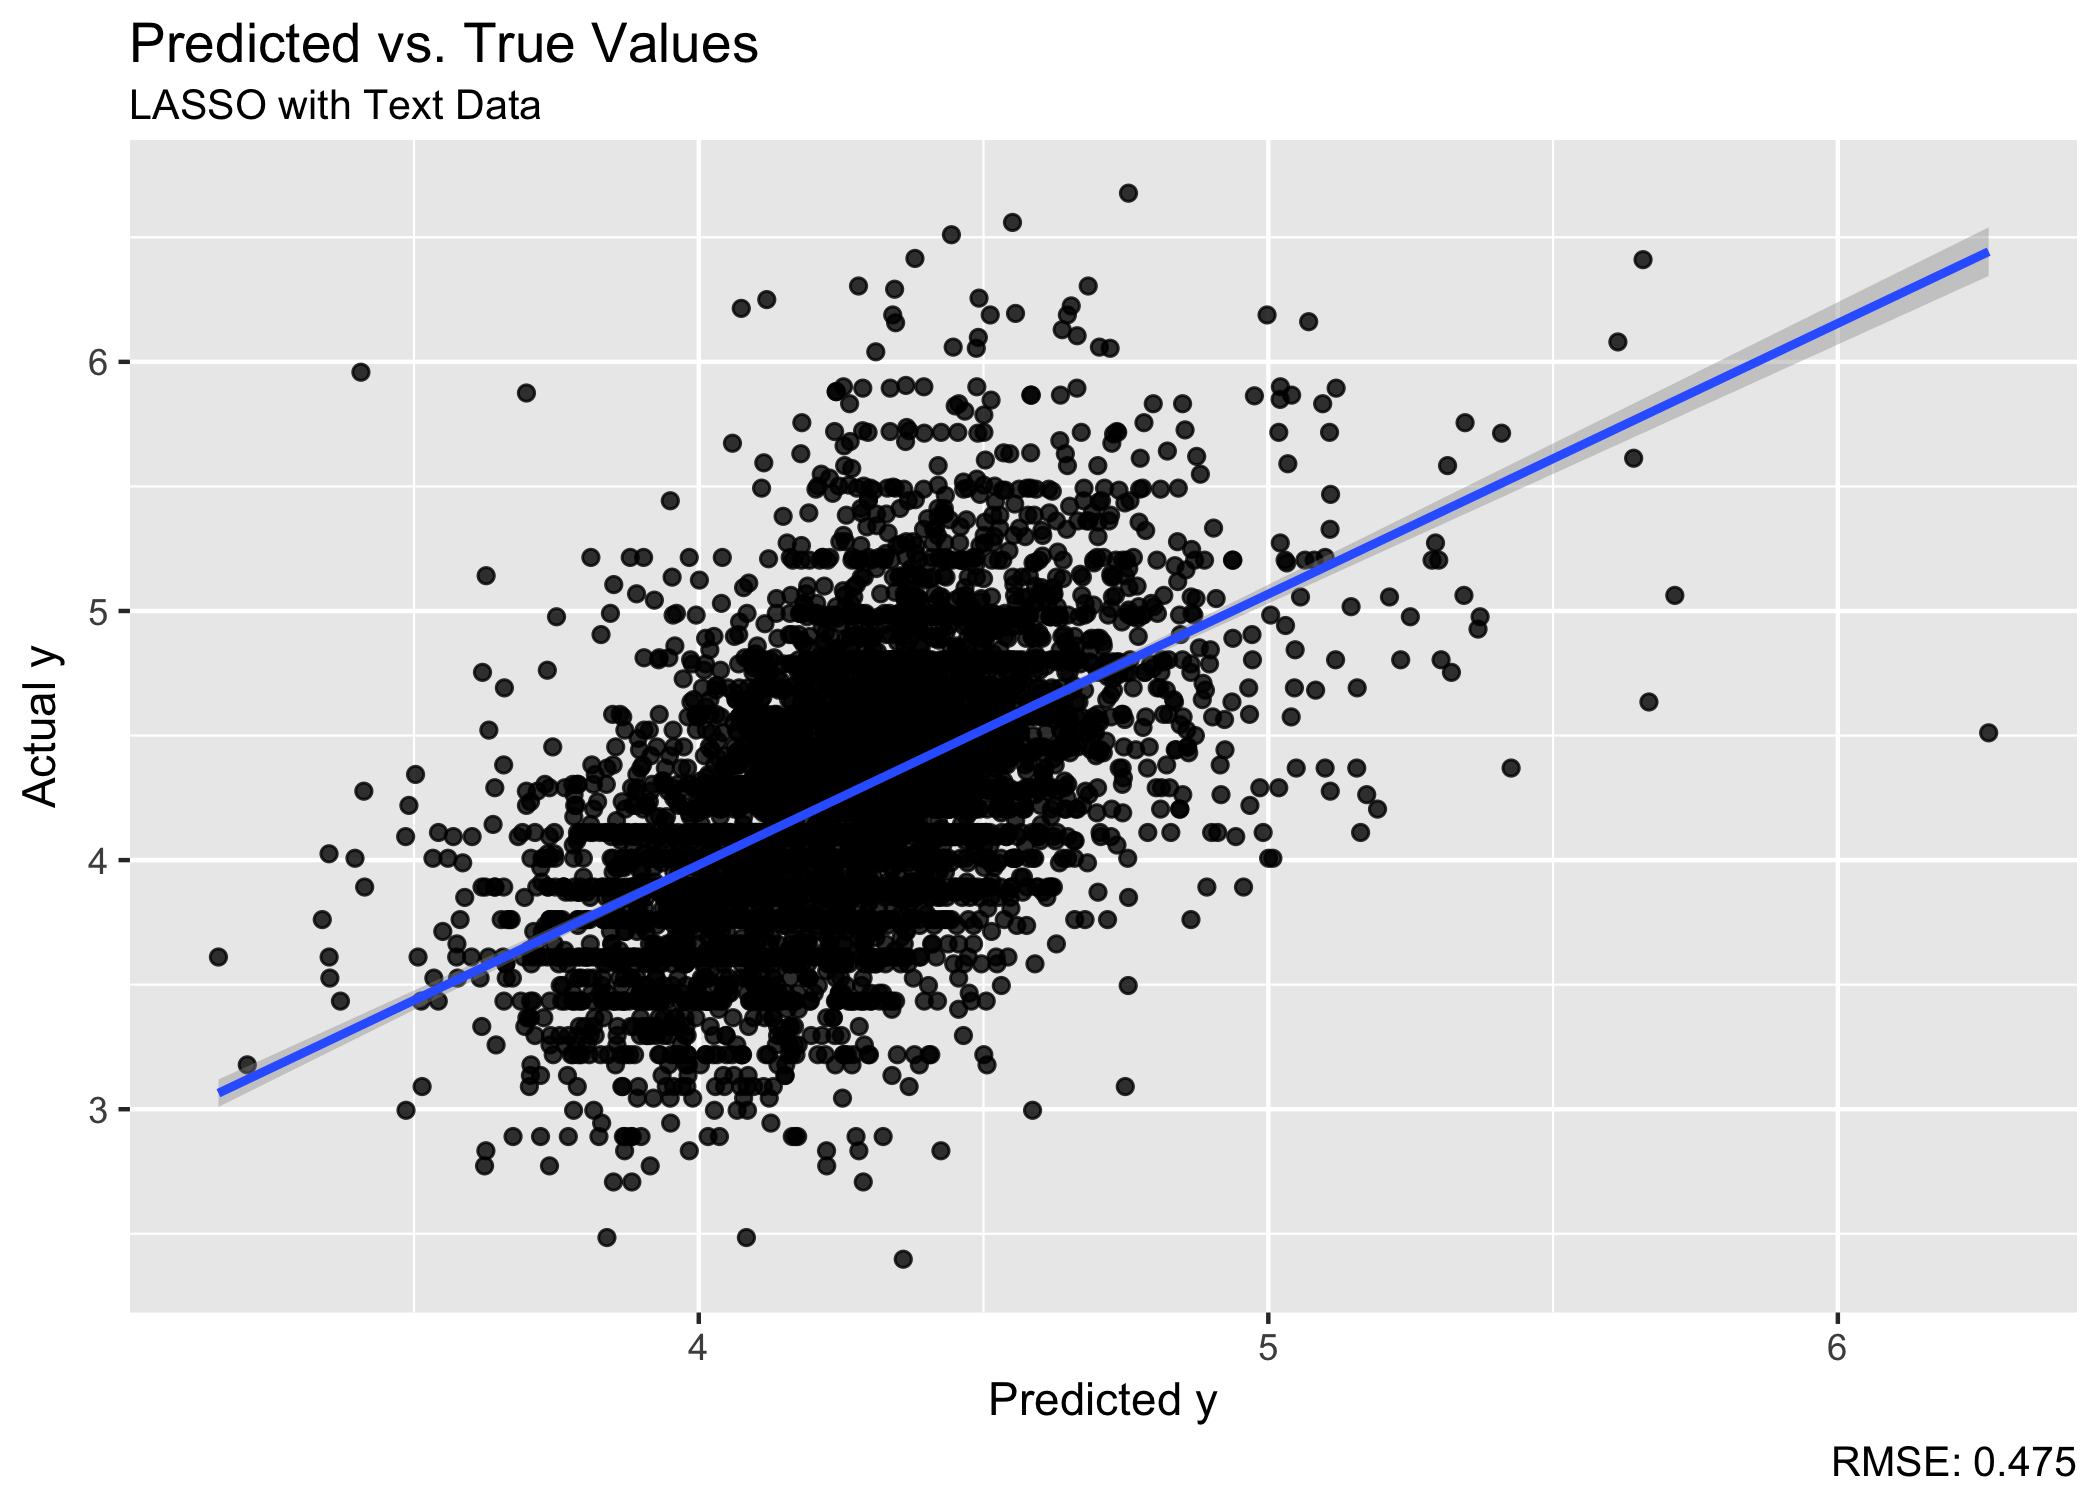 Predicted vs. True Values
LASSO with Text Data
Actual y
6
5
4
3
4
5
6
Predicted y
RMSE: 0.475